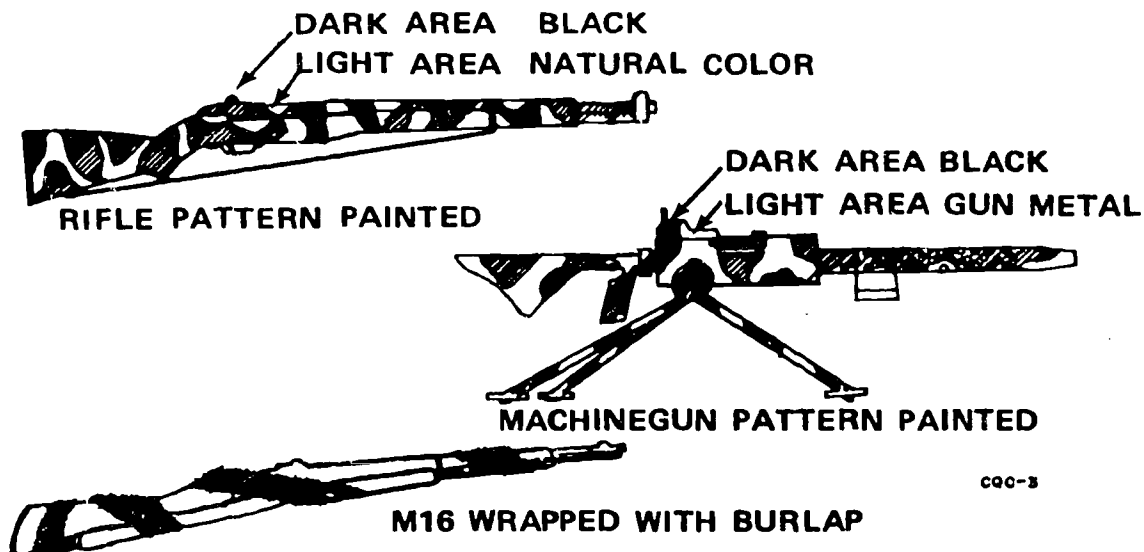 DARK AREA BLACK
LIGHT AREA NATURAL COLOR
RIFLE PATTERN PAINTED
DARK AREA BLACK
LIGHT AREA GUN METAL
MACHINEGUN PATTERN PAINTED
CQC-3
M16 WRAPPED WITH BURLAP